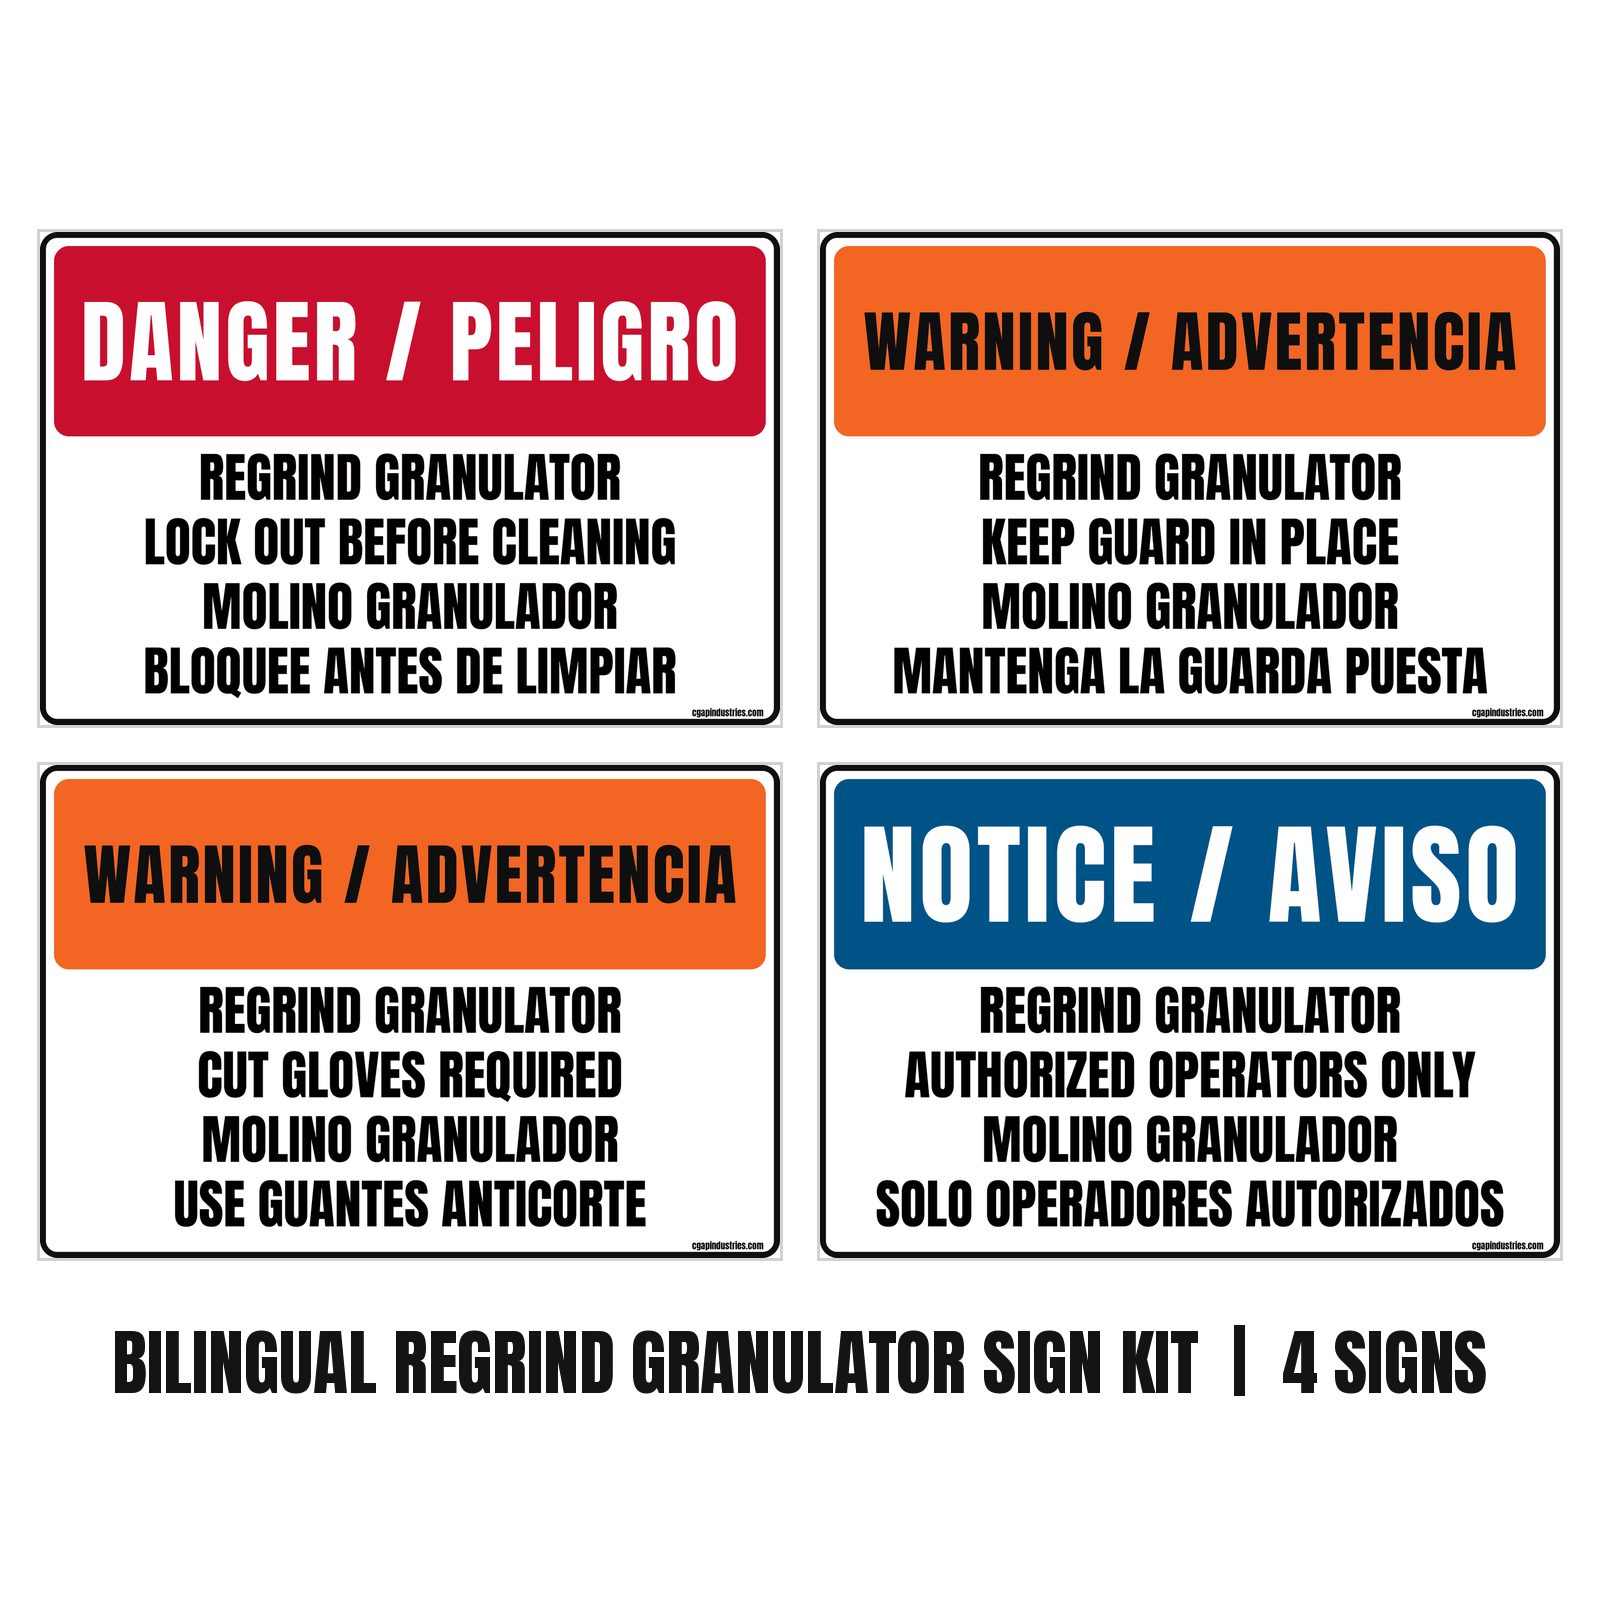 DANGER / PELIGRO
REGRIND GRANULATOR
LOCK OUT BEFORE CLEANING
MOLINO GRANULADOR
BLOQUEE ANTES DE LIMPIAR
cgapindustries.com
WARNING / ADVERTENCIA
REGRIND GRANULATOR
KEEP GUARD IN PLACE
MOLINO GRANULADOR
MANTENGA LA GUARDA PUESTA
cgapindustries.com
WARNING / ADVERTENCIA
REGRIND GRANULATOR
CUT GLOVES REQUIRED
MOLINO GRANULADOR
USE GUANTES ANTICORTE
cgapindustries.com
NOTICE / AVISO
REGRIND GRANULATOR
AUTHORIZED OPERATORS ONLY
MOLINO GRANULADOR
SOLO OPERADORES AUTORIZADOS
cgapindustries.com
BILINGUAL REGRIND GRANULATOR SIGN KIT | 4 SIGNS